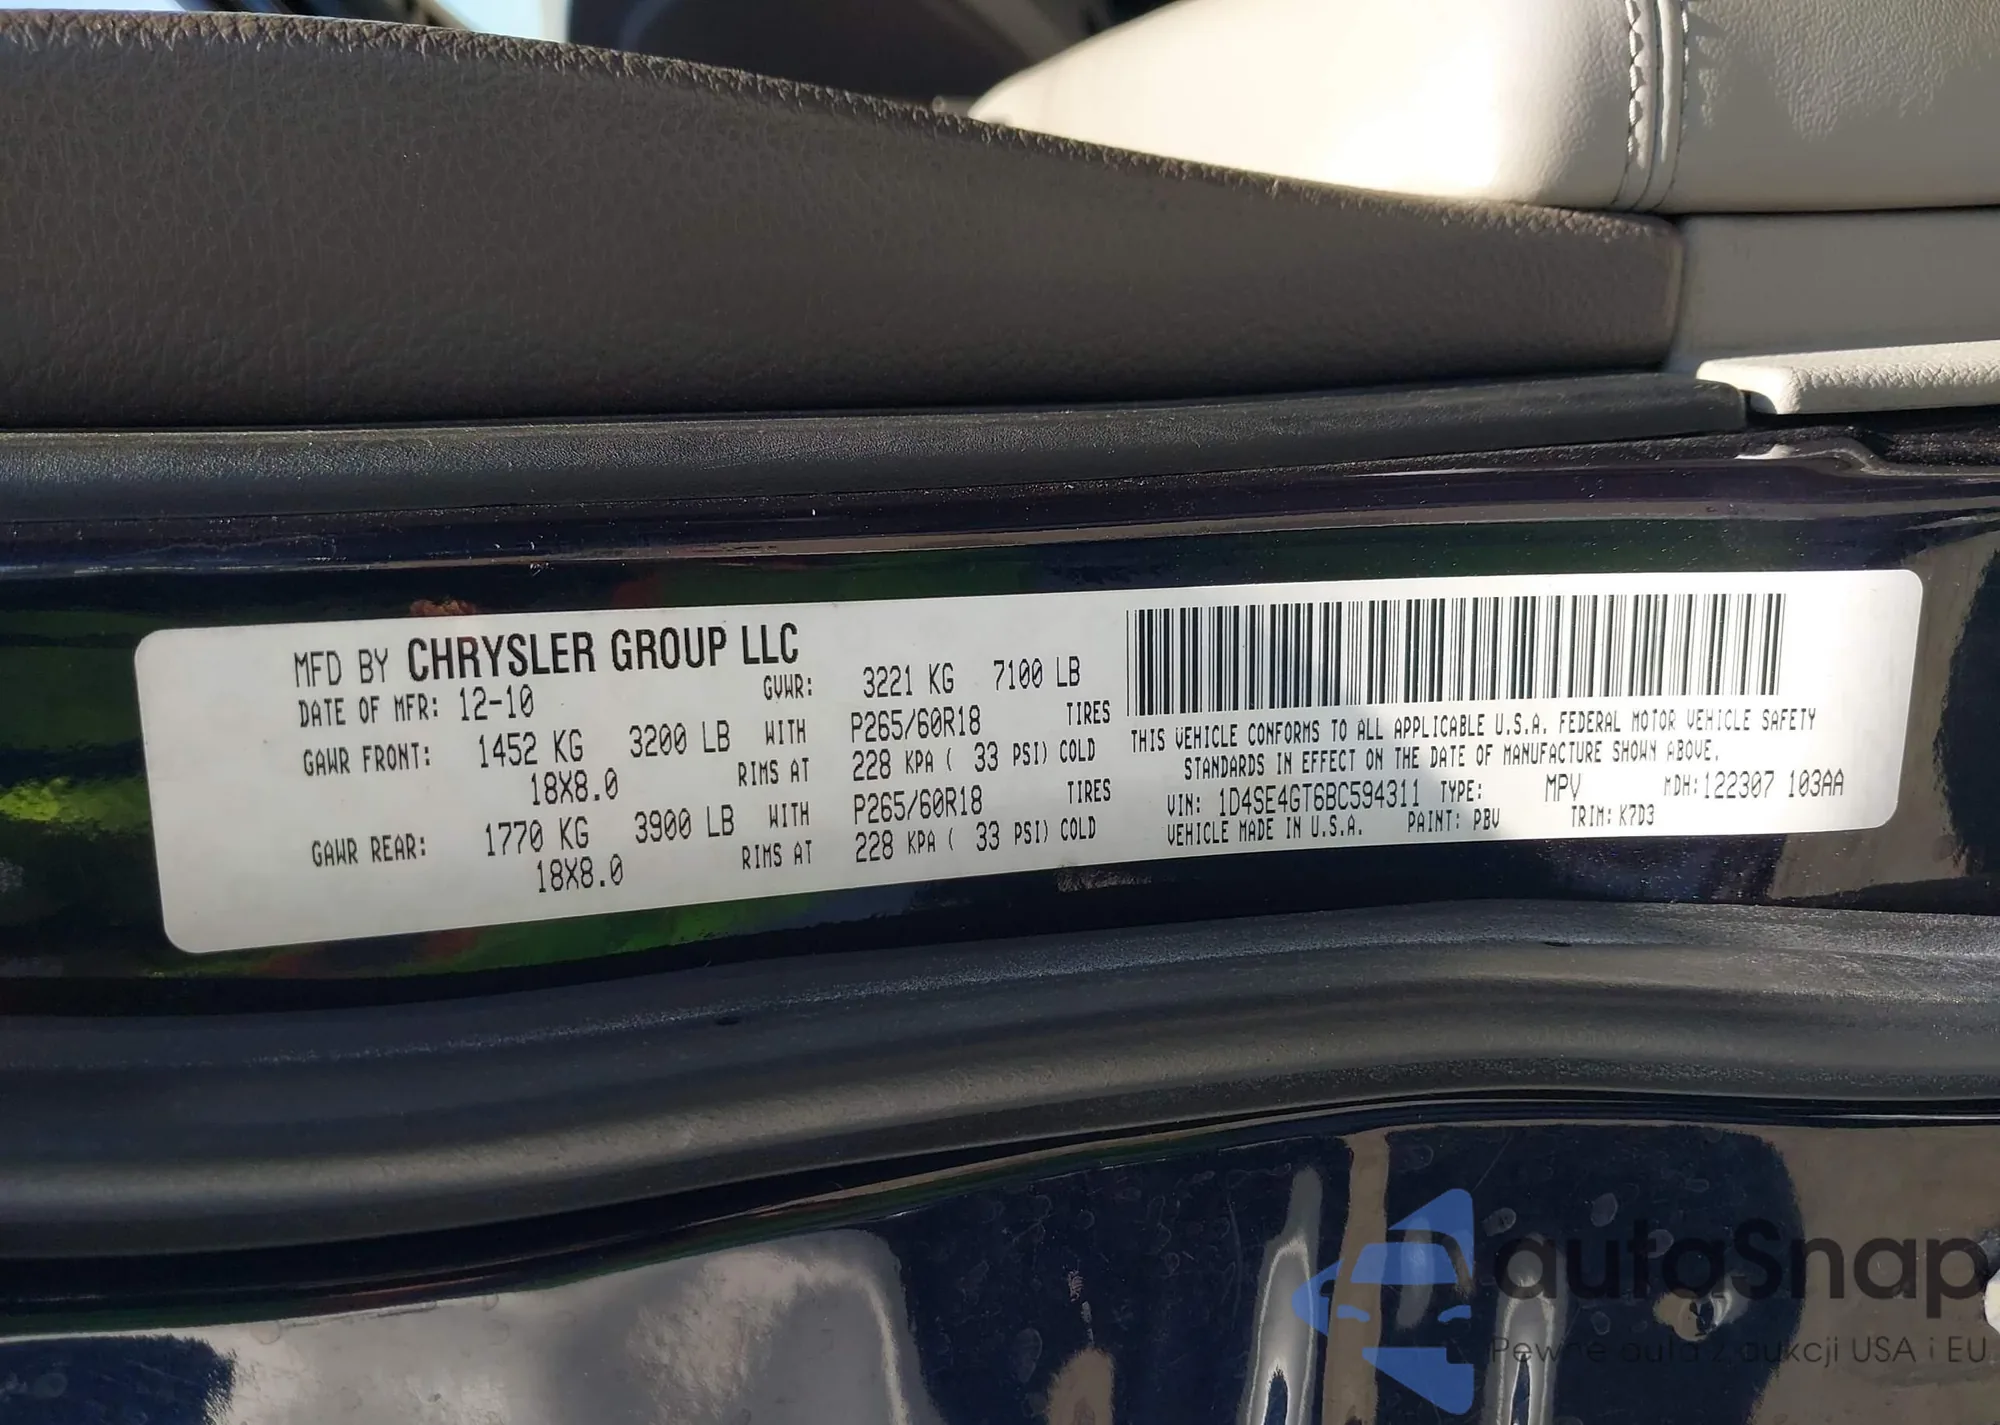 MFD BY CHRYSLER GROUP LLC
DATE OF MFR: 12-10 GVWR: 3221 KG 7100 LB
GAWR FRONT: 1452 KG 3200 LB WITH P265/60R18 TIRES
18X8.0 RIMS AT 228 KPA ( 33 PSI) COLD
GAWR REAR: 1770 KG 3900 LB WITH P265/60R18 TIRES
18X8.0 RIMS AT 228 KPA ( 33 PSI) COLD
THIS VEHICLE CONFORMS TO ALL APPLICABLE U.S.A. FEDERAL MOTOR VEHICLE SAFETY
STANDARDS IN EFFECT ON THE DATE OF MANUFACTURE SHOWN ABOVE.
VIN: 1D4SE4GT6BC594311 TYPE: MPV MDH:122307 103AA
VEHICLE MADE IN U.S.A. PAINT: PBV TRIM: K7D3
autaSnap
Pewne auta z aukcji USA i EU